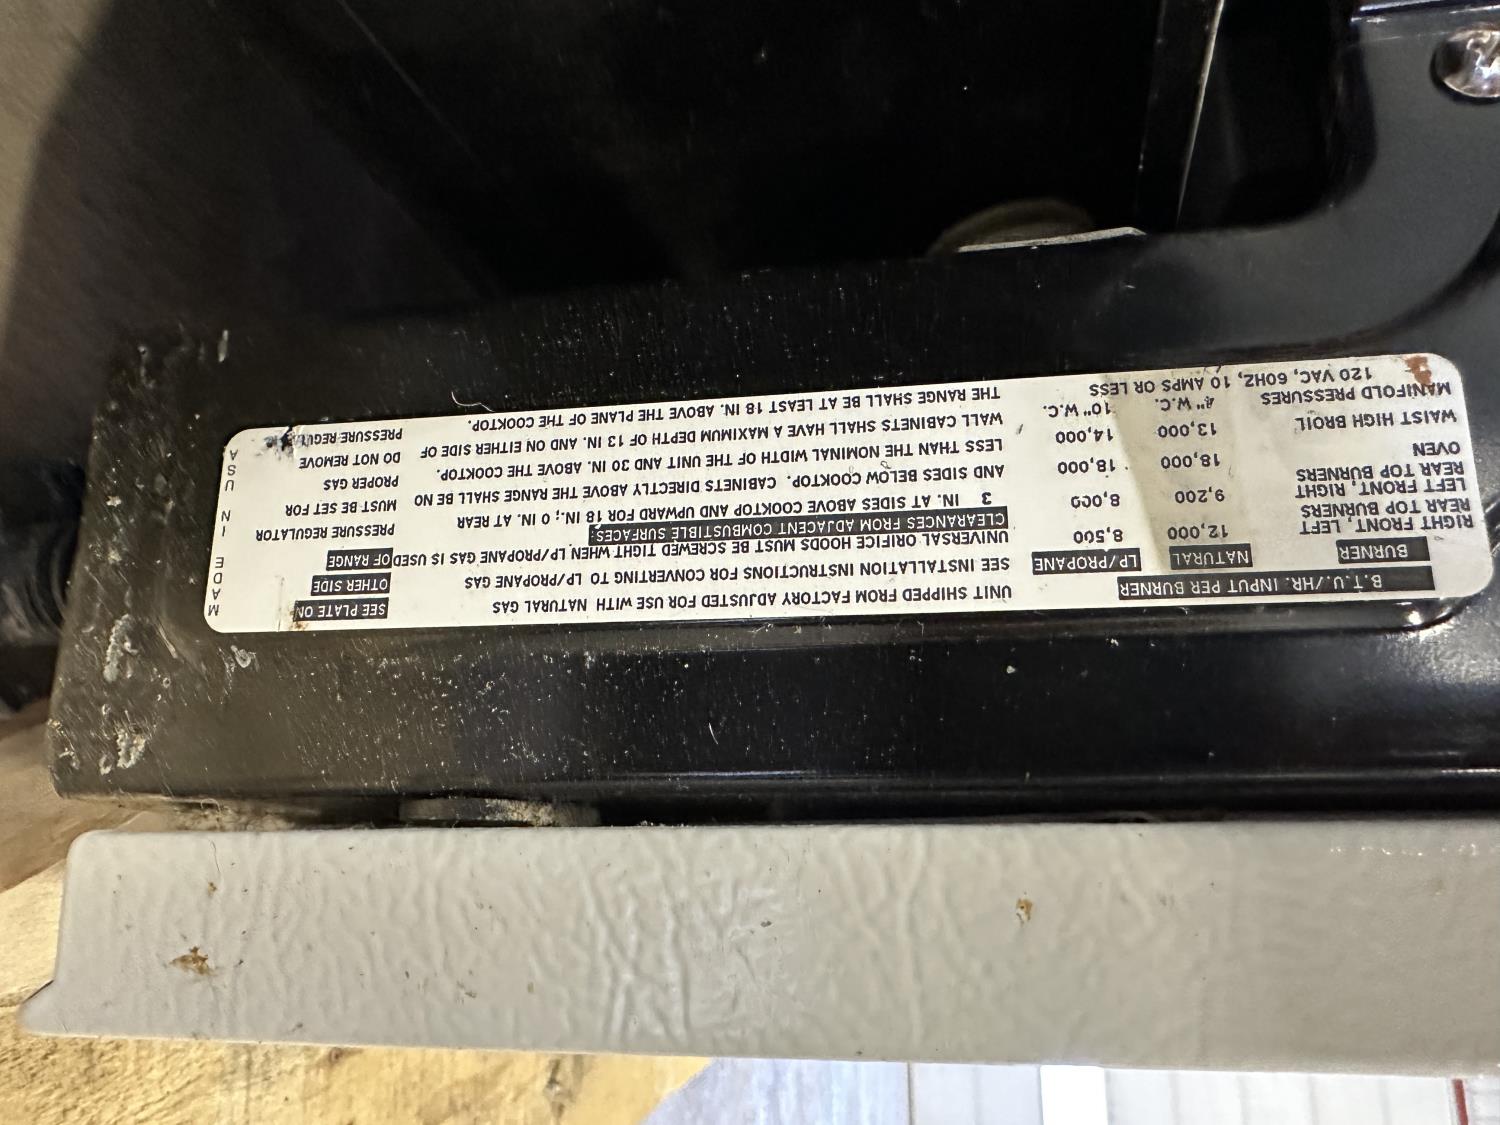 B.T.U./HR. INPUT PER BURNER
BURNER NATURAL LP/PROPANE
RIGHT FRONT, LEFT 12,000 8,500
REAR TOP BURNERS
LEFT FRONT, RIGHT 9,200 8,000
REAR TOP BURNERS
OVEN 18,000 18,000
WAIST HIGH BROIL 13,000 14,000
MANIFOLD PRESSURES 4"W.C. 10"W.C.
120 VAC, 60HZ, 10 AMPS OR LESS
UNIT SHIPPED FROM FACTORY ADJUSTED FOR USE WITH NATURAL GAS
SEE INSTALLATION INSTRUCTIONS FOR CONVERTING TO LP/PROPANE GAS
UNIVERSAL ORIFICE HOODS MUST BE SCREWED TIGHT WHEN LP/PROPANE GAS IS USED
CLEARANCES FROM ADJACENT COMBUSTIBLE SURFACES:
3 IN. AT SIDES ABOVE COOKTOP AND UPWARD FOR 18 IN.; 0 IN. AT REAR
AND SIDES BELOW COOKTOP. CABINETS DIRECTLY ABOVE THE RANGE SHALL BE NO
LESS THAN THE NOMINAL WIDTH OF THE UNIT AND 30 IN. ABOVE THE COOKTOP.
WALL CABINETS SHALL HAVE A MAXIMUM DEPTH OF 13 IN. AND ON EITHER SIDE OF
THE RANGE SHALL BE AT LEAST 18 IN. ABOVE THE PLANE OF THE COOKTOP.
SEE PLATE ON
OTHER SIDE
OF RANGE
PRESSURE REGULATOR
MUST BE SET FOR
PROPER GAS
DO NOT REMOVE
PRESSURE
MADE IN USA